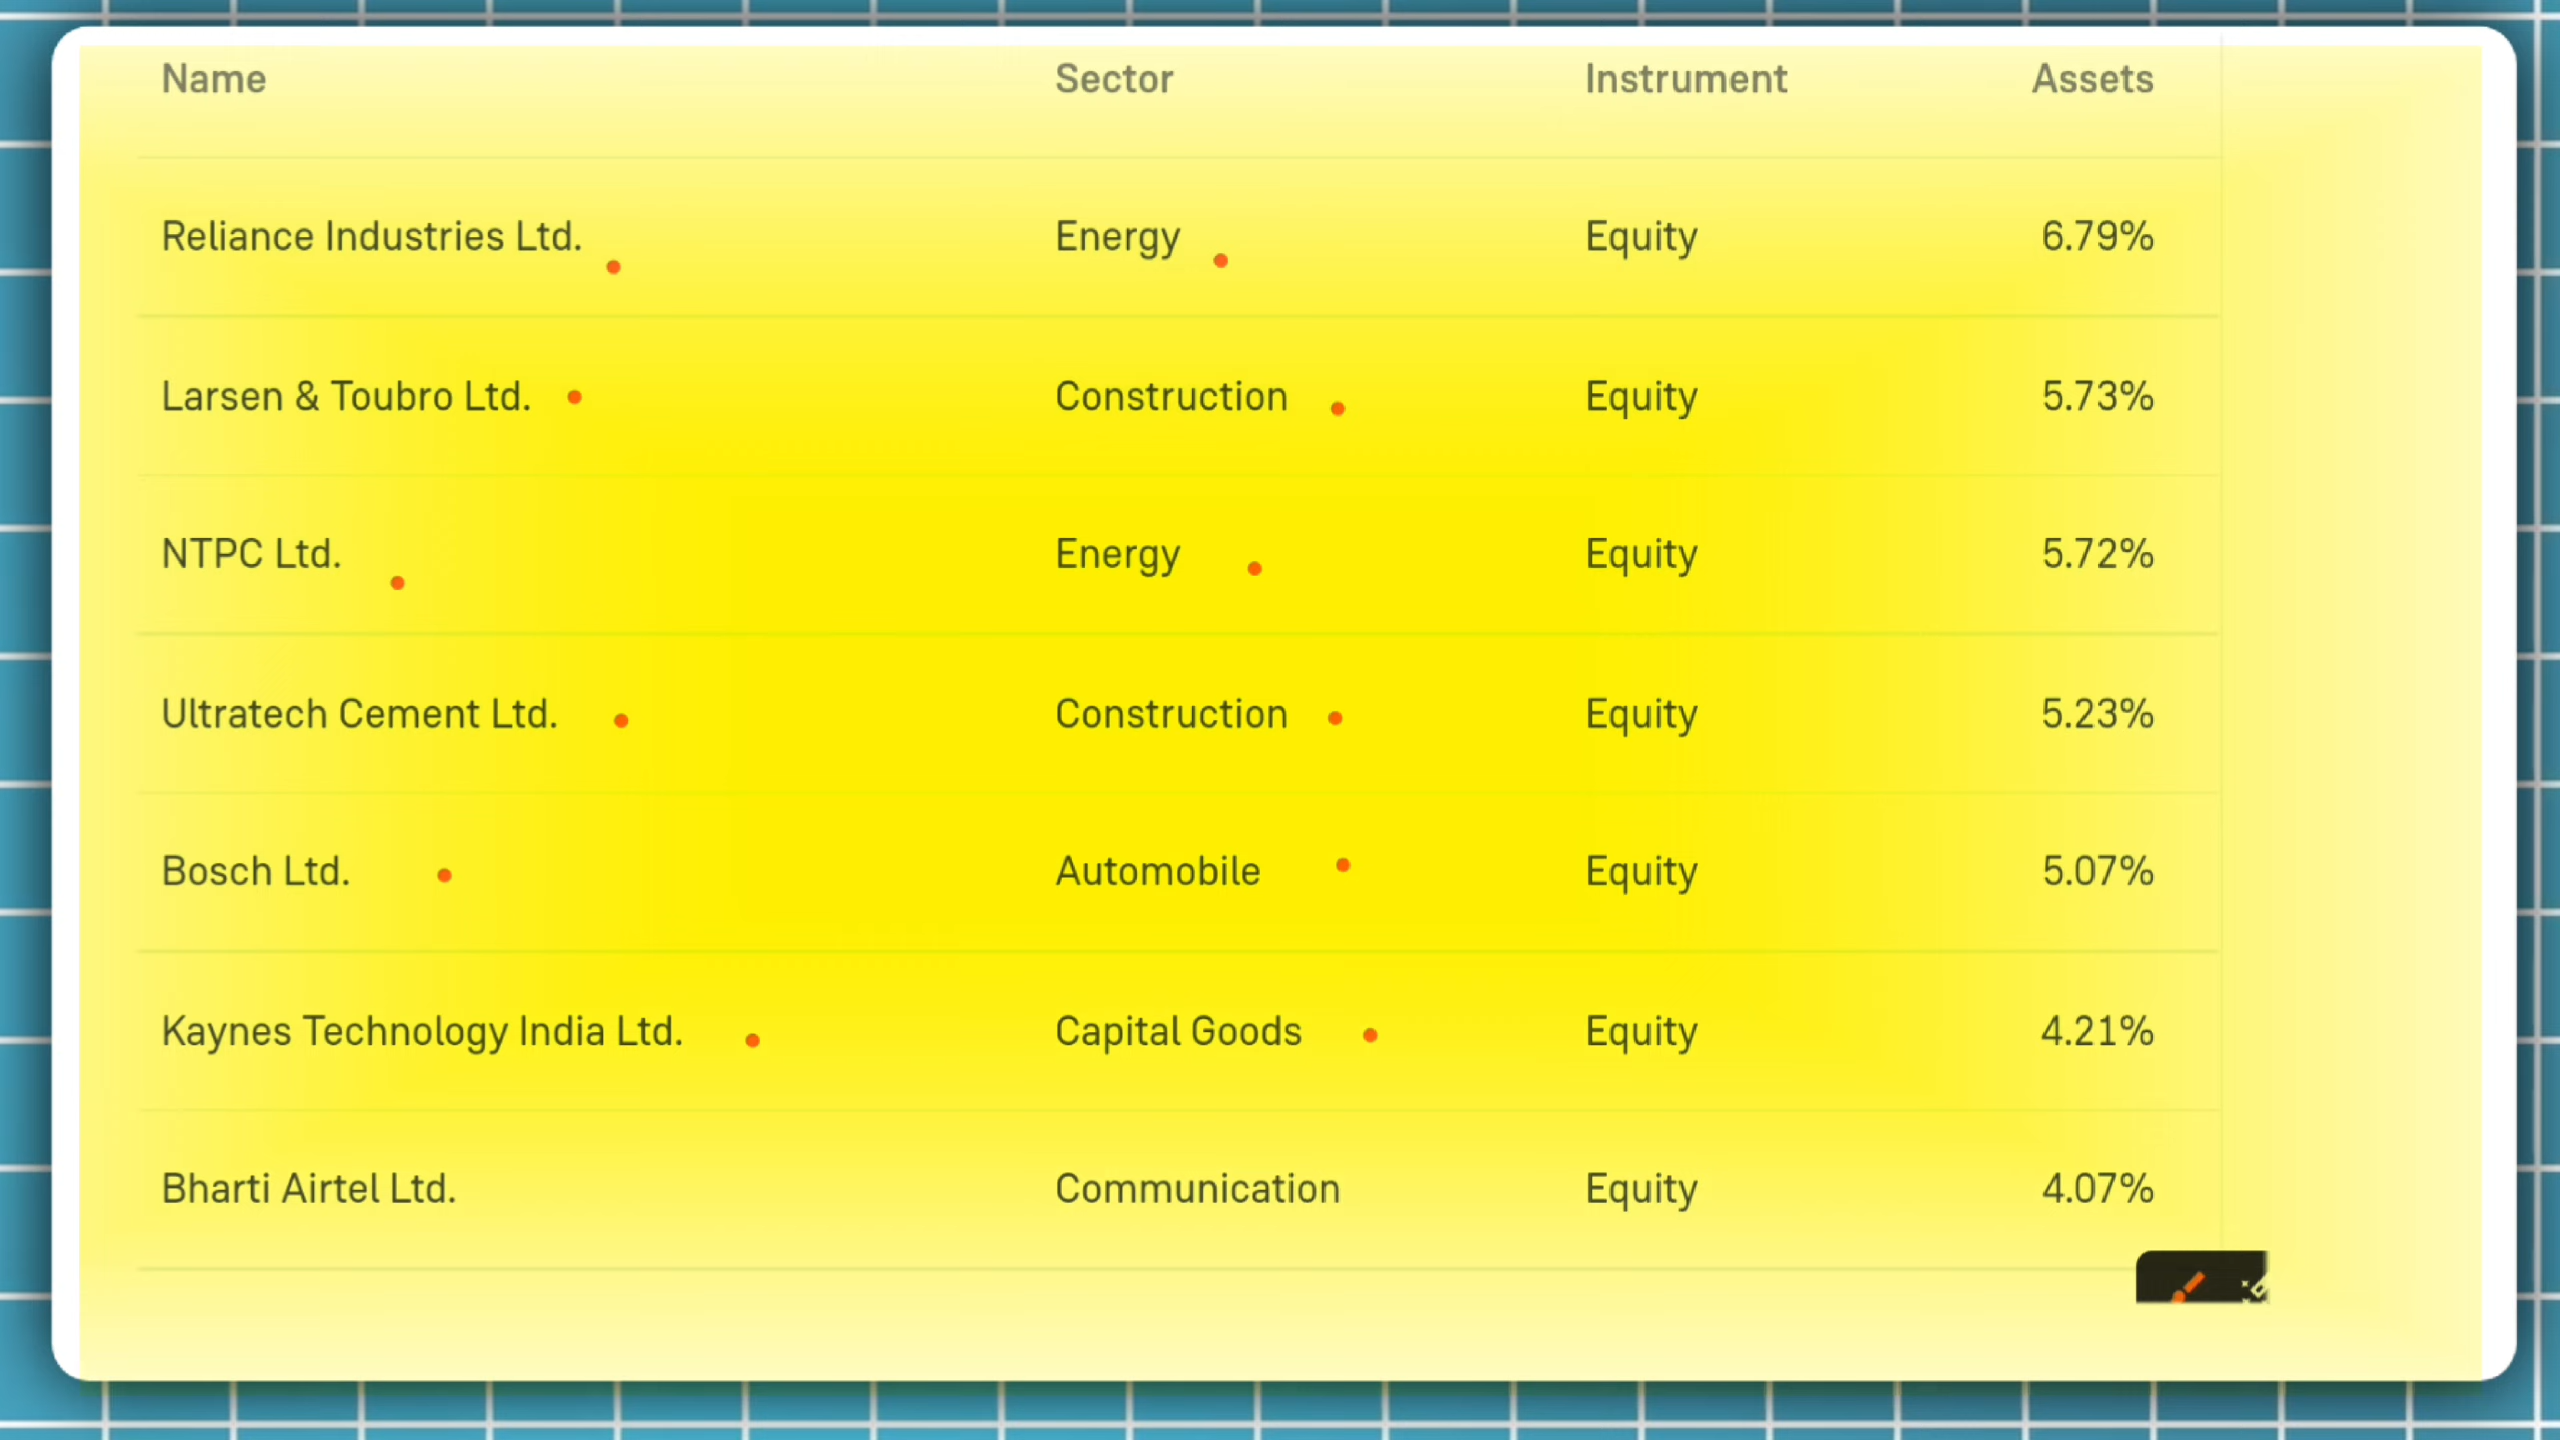 Name Sector Instrument Assets
Reliance Industries Ltd. Energy Equity 6.79%
Larsen & Toubro Ltd. Construction Equity 5.73%
NTPC Ltd. Energy Equity 5.72%
Ultratech Cement Ltd. Construction Equity 5.23%
Bosch Ltd. Automobile Equity 5.07%
Kaynes Technology India Ltd. Capital Goods Equity 4.21%
Bharti Airtel Ltd. Communication Equity 4.07%